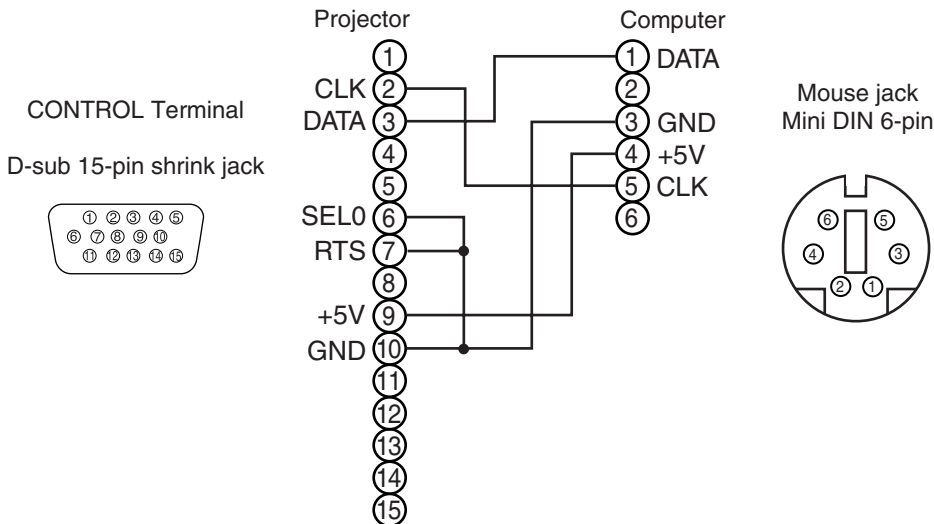 CONTROL Terminal
D-sub 15-pin shrink jack
① ② ③ ④ ⑤
⑥ ⑦ ⑧ ⑨ ⑩
⑪ ⑫ ⑬ ⑭ ⑮
Projector
①
CLK ②
DATA ③
④
⑤
SEL0 ⑥
RTS ⑦
⑧
+5V ⑨
GND ⑩
⑪
⑫
⑬
⑭
⑮
Computer
① DATA
②
③ GND
④ +5V
⑤ CLK
⑥
Mouse jack
Mini DIN 6-pin
⑥ ⑤
④ ③
② ①